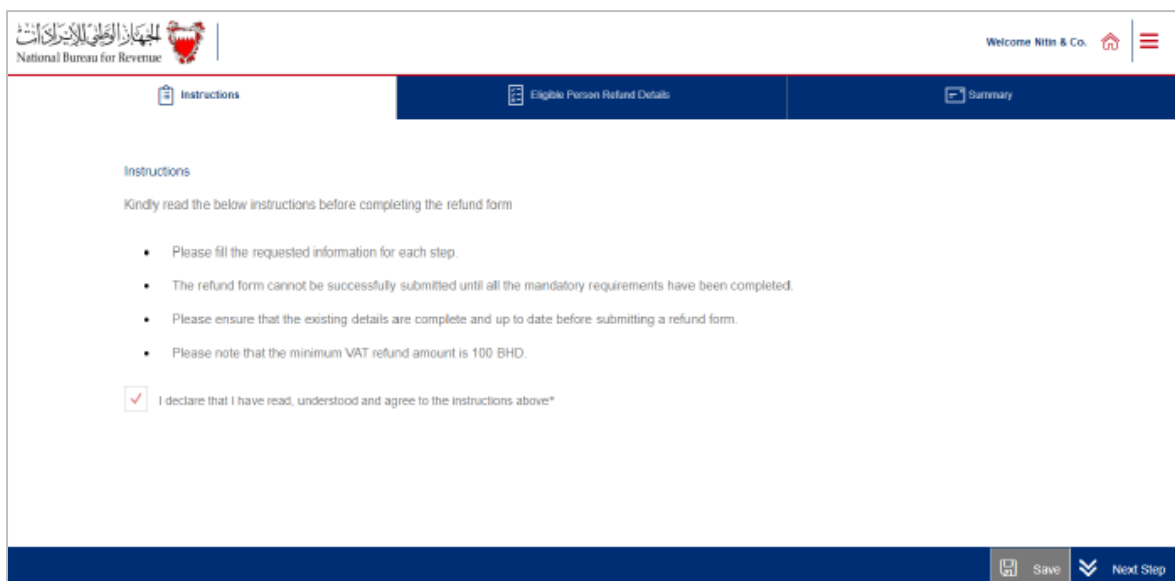 الجهاز الوطني للإيرادات
National Bureau for Revenue
Welcome Nitin & Co.
Instructions
Eligible Person Refund Details
Summary
Instructions
Kindly read the below instructions before completing the refund form
• Please fill the requested information for each step.
• The refund form cannot be successfully submitted until all the mandatory requirements have been completed.
• Please ensure that the existing details are complete and up to date before submitting a refund form.
• Please note that the minimum VAT refund amount is 100 BHD.
I declare that I have read, understood and agree to the instructions above*
Save
Next Step